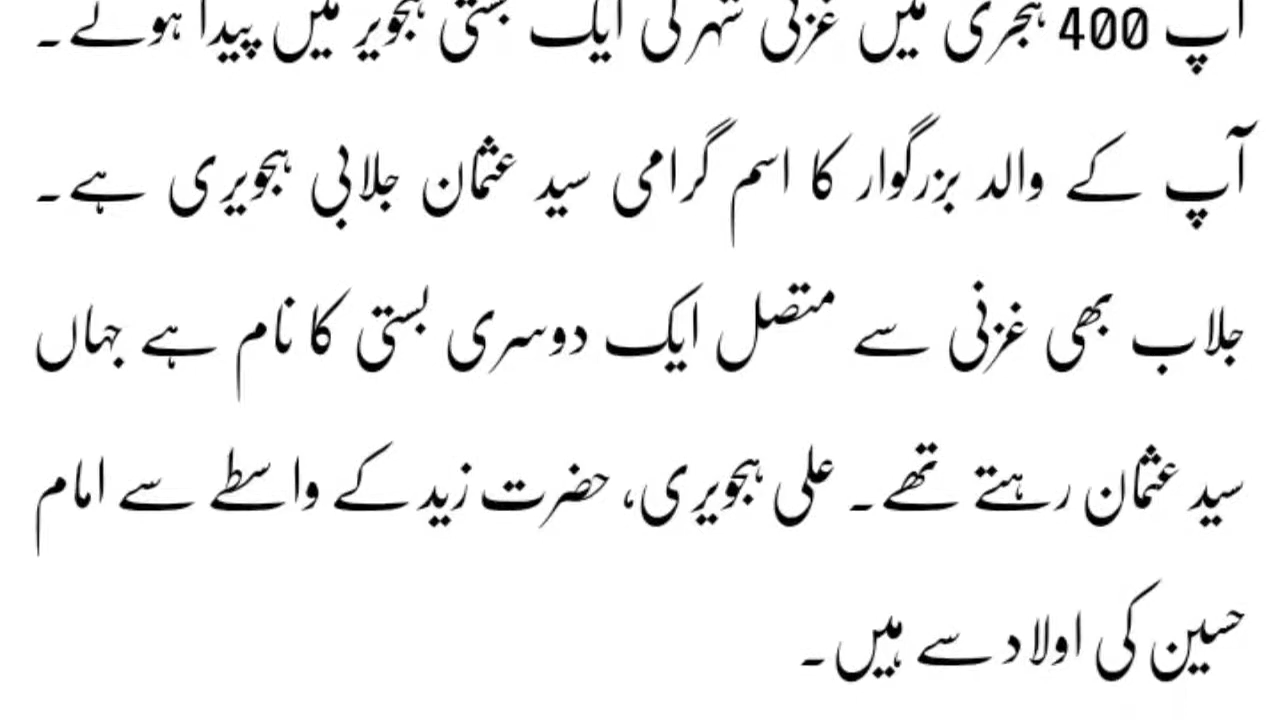 آپ 400 ہجری میں غزنی شہر کی ایک بستی ہجویر میں پیدا ہوئے۔
آپ کے والد بزرگوار کا اسم گرامی سید عثمان جلابی ہجویری ہے۔
جلاب بھی غزنی سے متصل ایک دوسری بستی کا نام ہے جہاں
سید عثمان رہتے تھے۔ علی ہجویری، حضرت زید کے واسطے سے امام
حسین کی اولاد سے ہیں۔